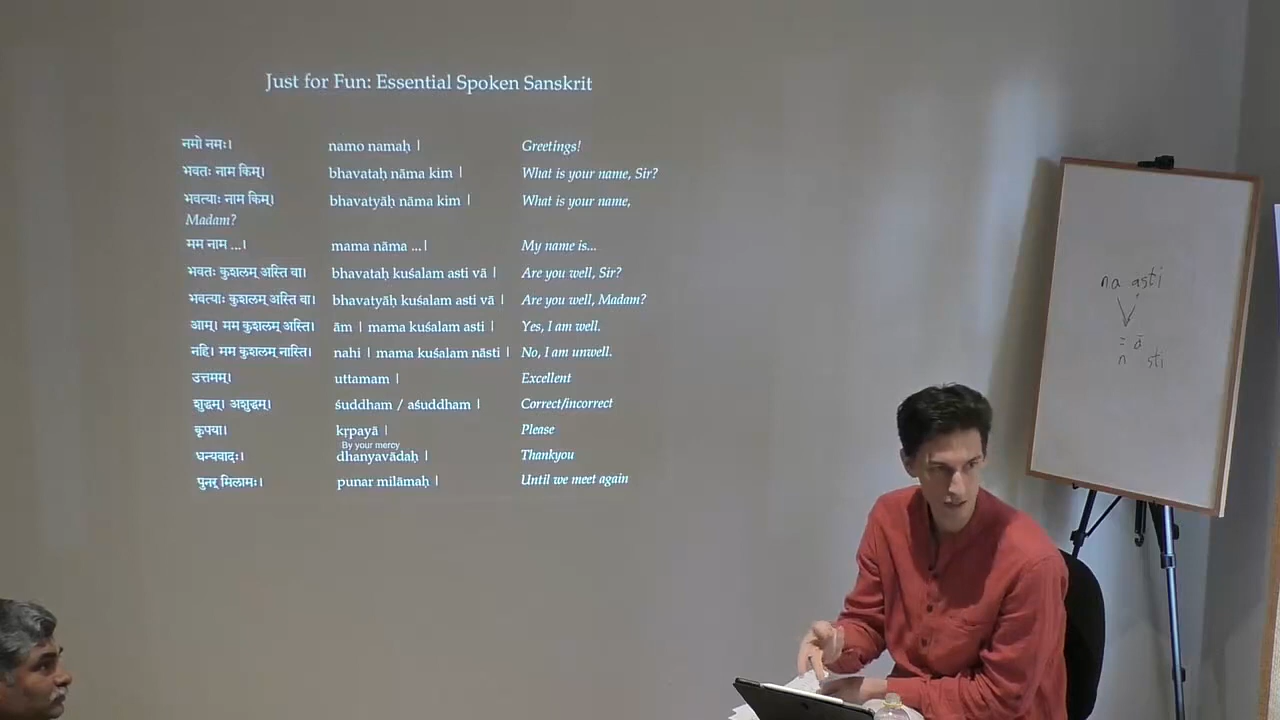 Just for Fun: Essential Spoken Sanskrit
नमो नमः। namo namaḥ | Greetings!
भवतः नाम किम्। bhavataḥ nāma kim | What is your name, Sir?
भवत्याः नाम किम्। bhavatyāḥ nāma kim | What is your name,
Madam?
मम नाम ...। mama nāma ... | My name is...
भवतः कुशलम् अस्ति वा। bhavataḥ kuśalam asti vā | Are you well, Sir?
भवत्याः कुशलम् अस्ति वा। bhavatyāḥ kuśalam asti vā | Are you well, Madam?
आम्। मम कुशलम् अस्ति। ām | mama kuśalam asti | Yes, I am well.
नहि। मम कुशलम् नास्ति। nahi | mama kuśalam nāsti | No, I am unwell.
उत्तमम्। uttamam | Excellent
शुद्धम्। अशुद्धम्। śuddham / aśuddham | Correct/incorrect
कृपया। kṛpayā | Please
By your mercy
धन्यवादः। dhanyavādaḥ | Thankyou
पुनर् मिलामः। punar milāmaḥ | Until we meet again
na asti
= ā
n sti